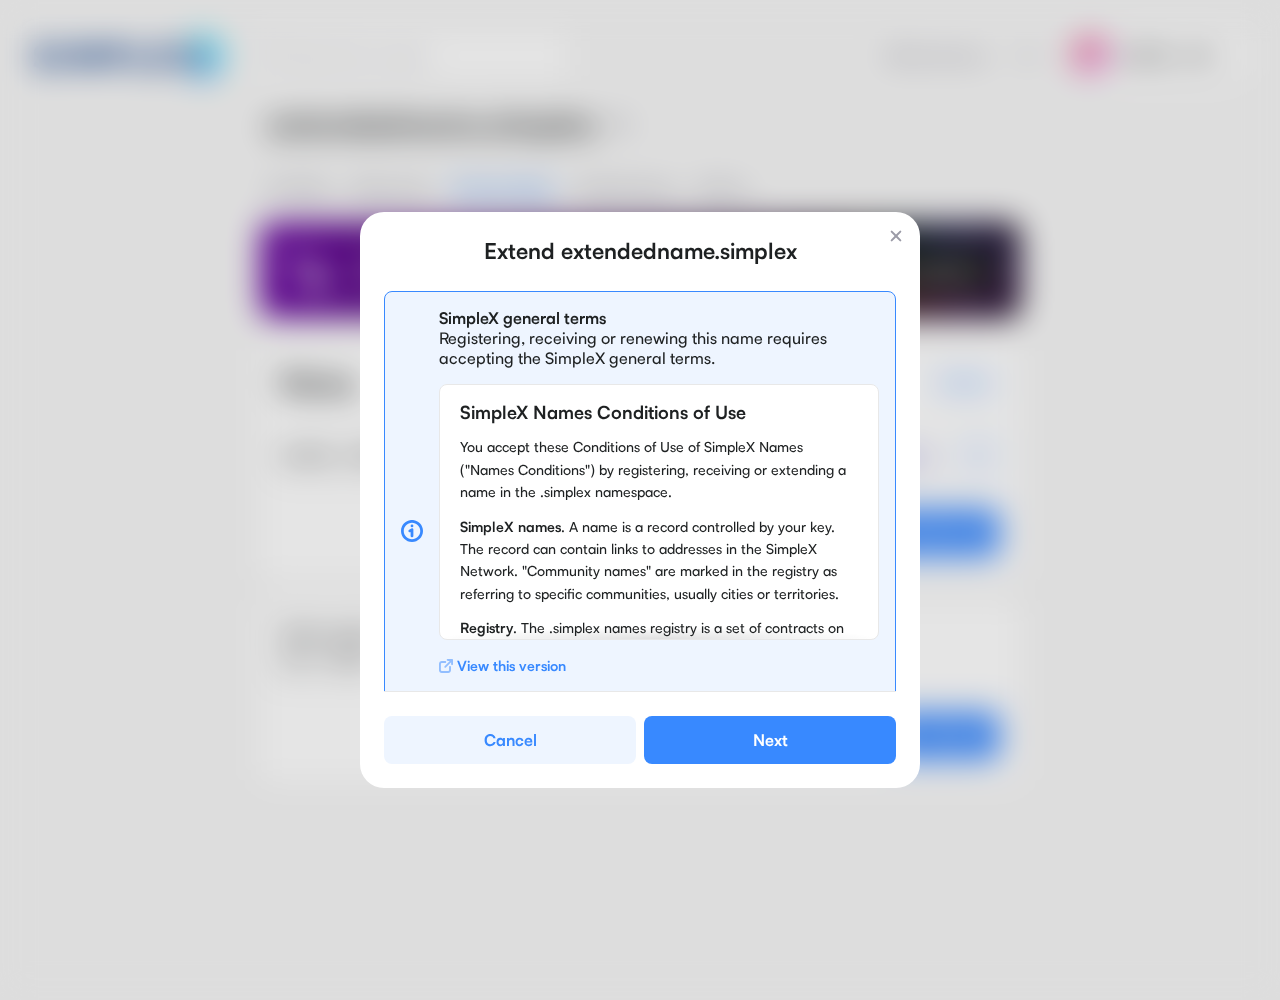 Extend extendedname.simplex
SimpleX general terms
Registering, receiving or renewing this name requires
accepting the SimpleX general terms.
SimpleX Names Conditions of Use
You accept these Conditions of Use of SimpleX Names
("Names Conditions") by registering, receiving or extending a
name in the .simplex namespace.
SimpleX names. A name is a record controlled by your key.
The record can contain links to addresses in the SimpleX
Network. "Community names" are marked in the registry as
referring to specific communities, usually cities or territories.
Registry. The .simplex names registry is a set of contracts on
View this version
Cancel
Next